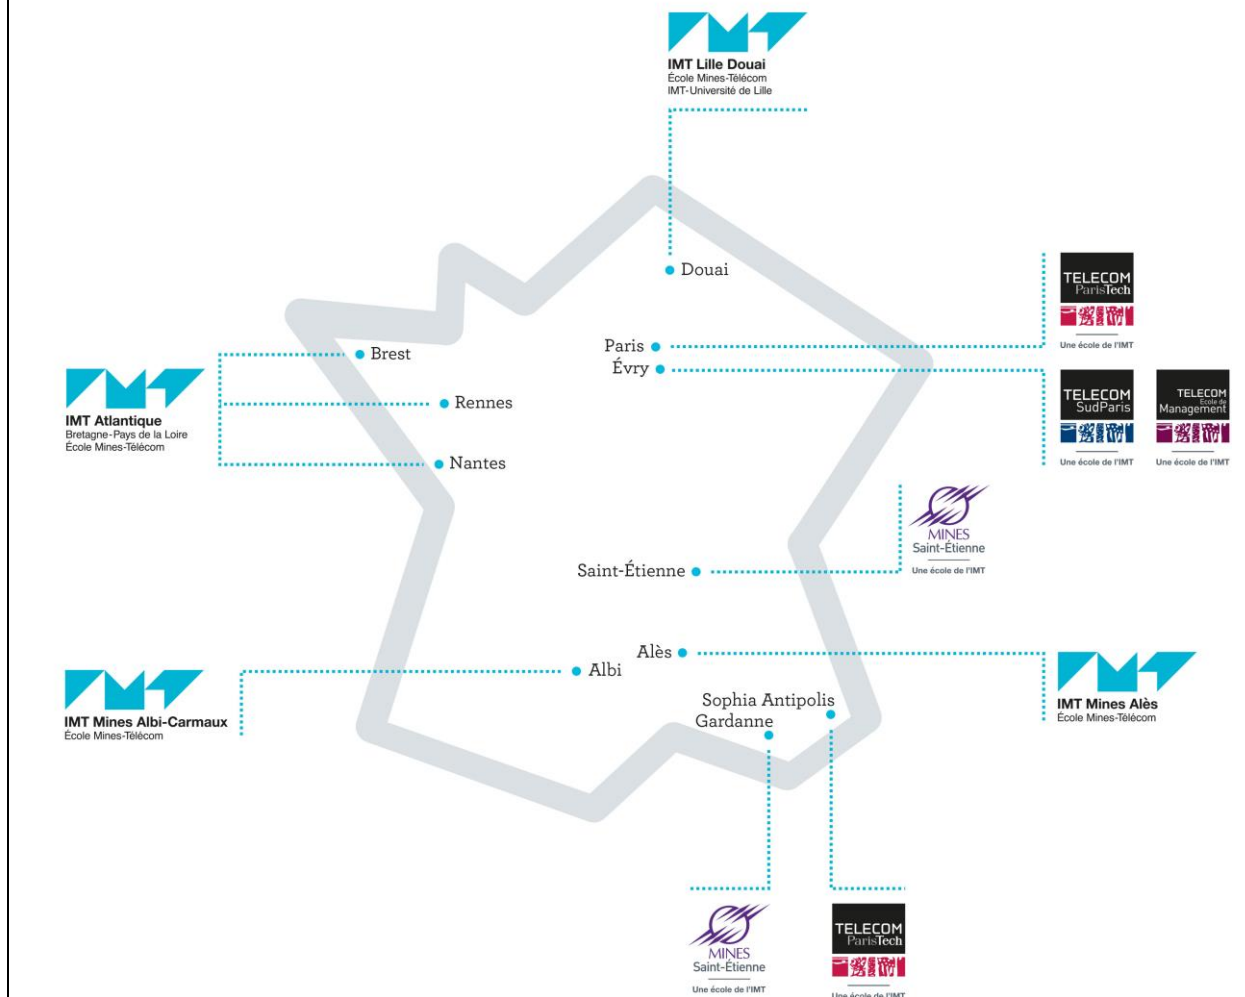 IMT Lille Douai
École Mines-Télécom
IMT-Université de Lille
Douai
TELECOM
ParisTech
Une école de l'IMT
Paris
Évry
Brest
Rennes
Nantes
IMT Atlantique
Bretagne-Pays de la Loire
École Mines-Télécom
TELECOM
SudParis
Une école de l'IMT
TELECOM
École de
Management
Une école de l'IMT
MINES
Saint-Étienne
Une école de l'IMT
Saint-Étienne
Alès
Albi
IMT Mines Albi-Carmaux
École Mines-Télécom
IMT Mines Alès
École Mines-Télécom
Sophia Antipolis
Gardanne
MINES
Saint-Étienne
Une école de l'IMT
TELECOM
ParisTech
Une école de l'IMT